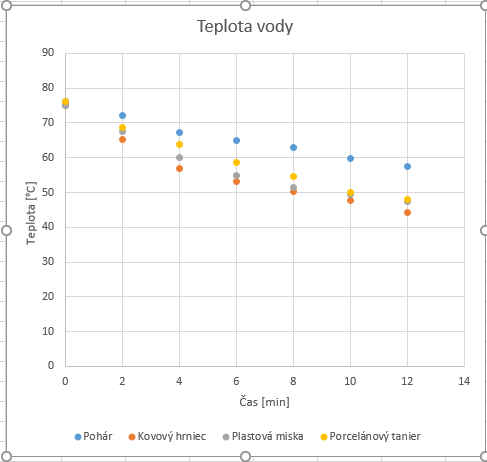 Teplota vody
90
80
70
60
50
40
30
20
10
0
Teplota [°C]
0 2 4 6 8 10 12 14
Čas [min]
Pohár Kovový hrniec Plastová miska Porcelánový tanier